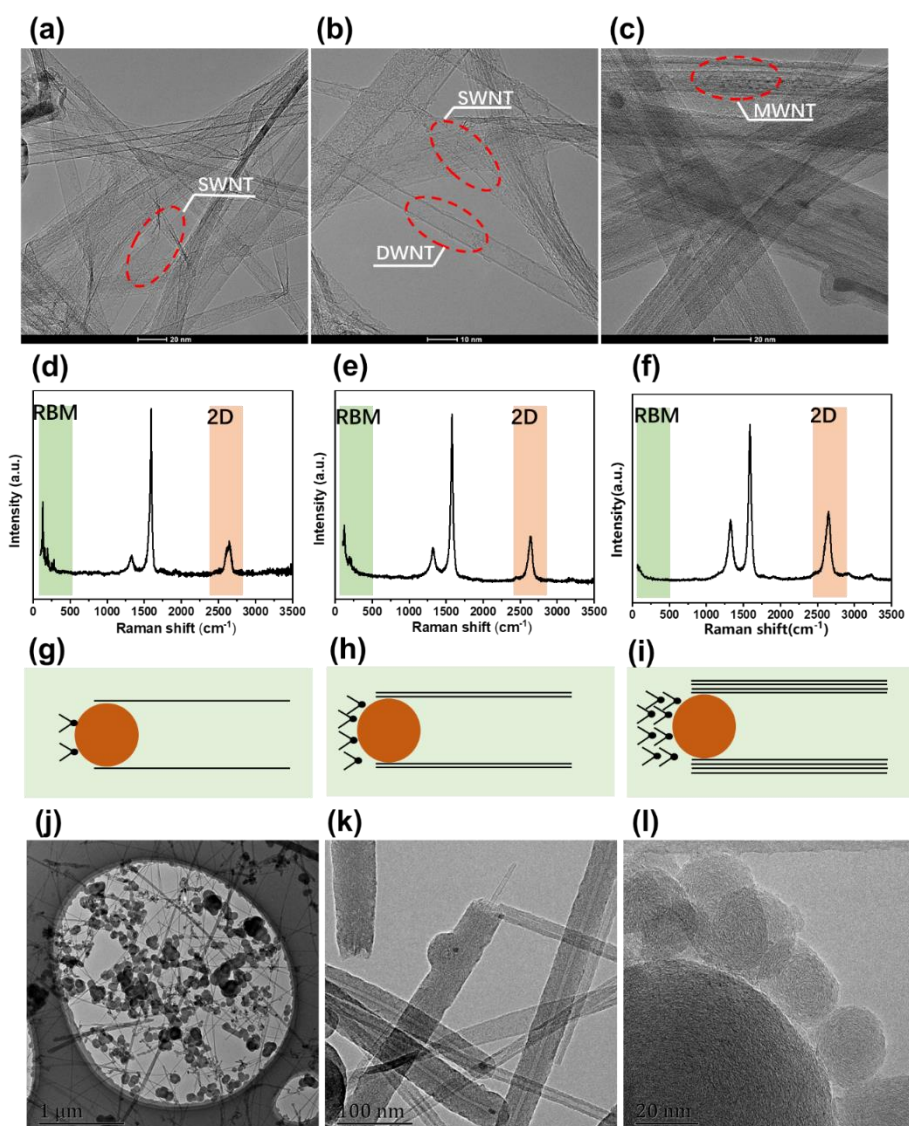 (a)
(b)
(c)
SWNT
SWNT
DWNT
MWNT
20 nm
10 nm
20 nm
(d)
(e)
(f)
RBM
2D
Intensity (a.u.)
0 500 1000 1500 2000 2500 3000 3500
Raman shift (cm⁻¹)
RBM
2D
Intensity (a.u.)
0 500 1000 1500 2000 2500 3000 3500
Raman shift (cm⁻¹)
RBM
2D
Intensity(a.u.)
0 500 1000 1500 2000 2500 3000 3500
Raman shift(cm⁻¹)
(g)
(h)
(i)
(j)
(k)
(l)
1 μm
100 nm
20 nm